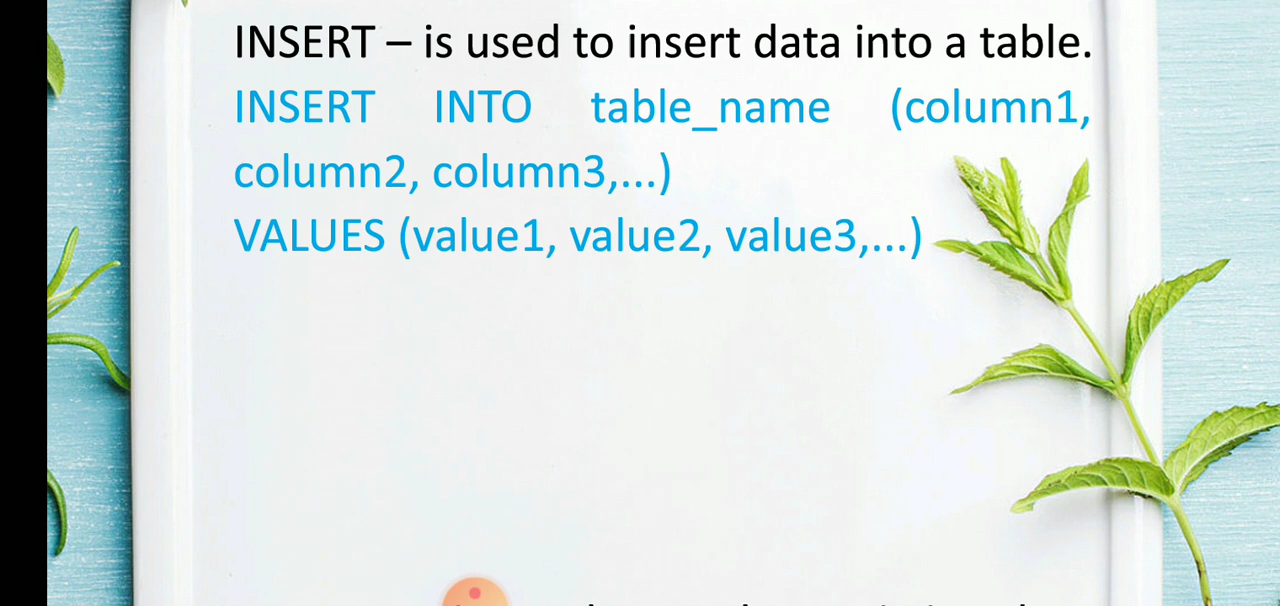 INSERT – is used to insert data into a table.
INSERT INTO table_name (column1,
column2, column3,...)
VALUES (value1, value2, value3,...)